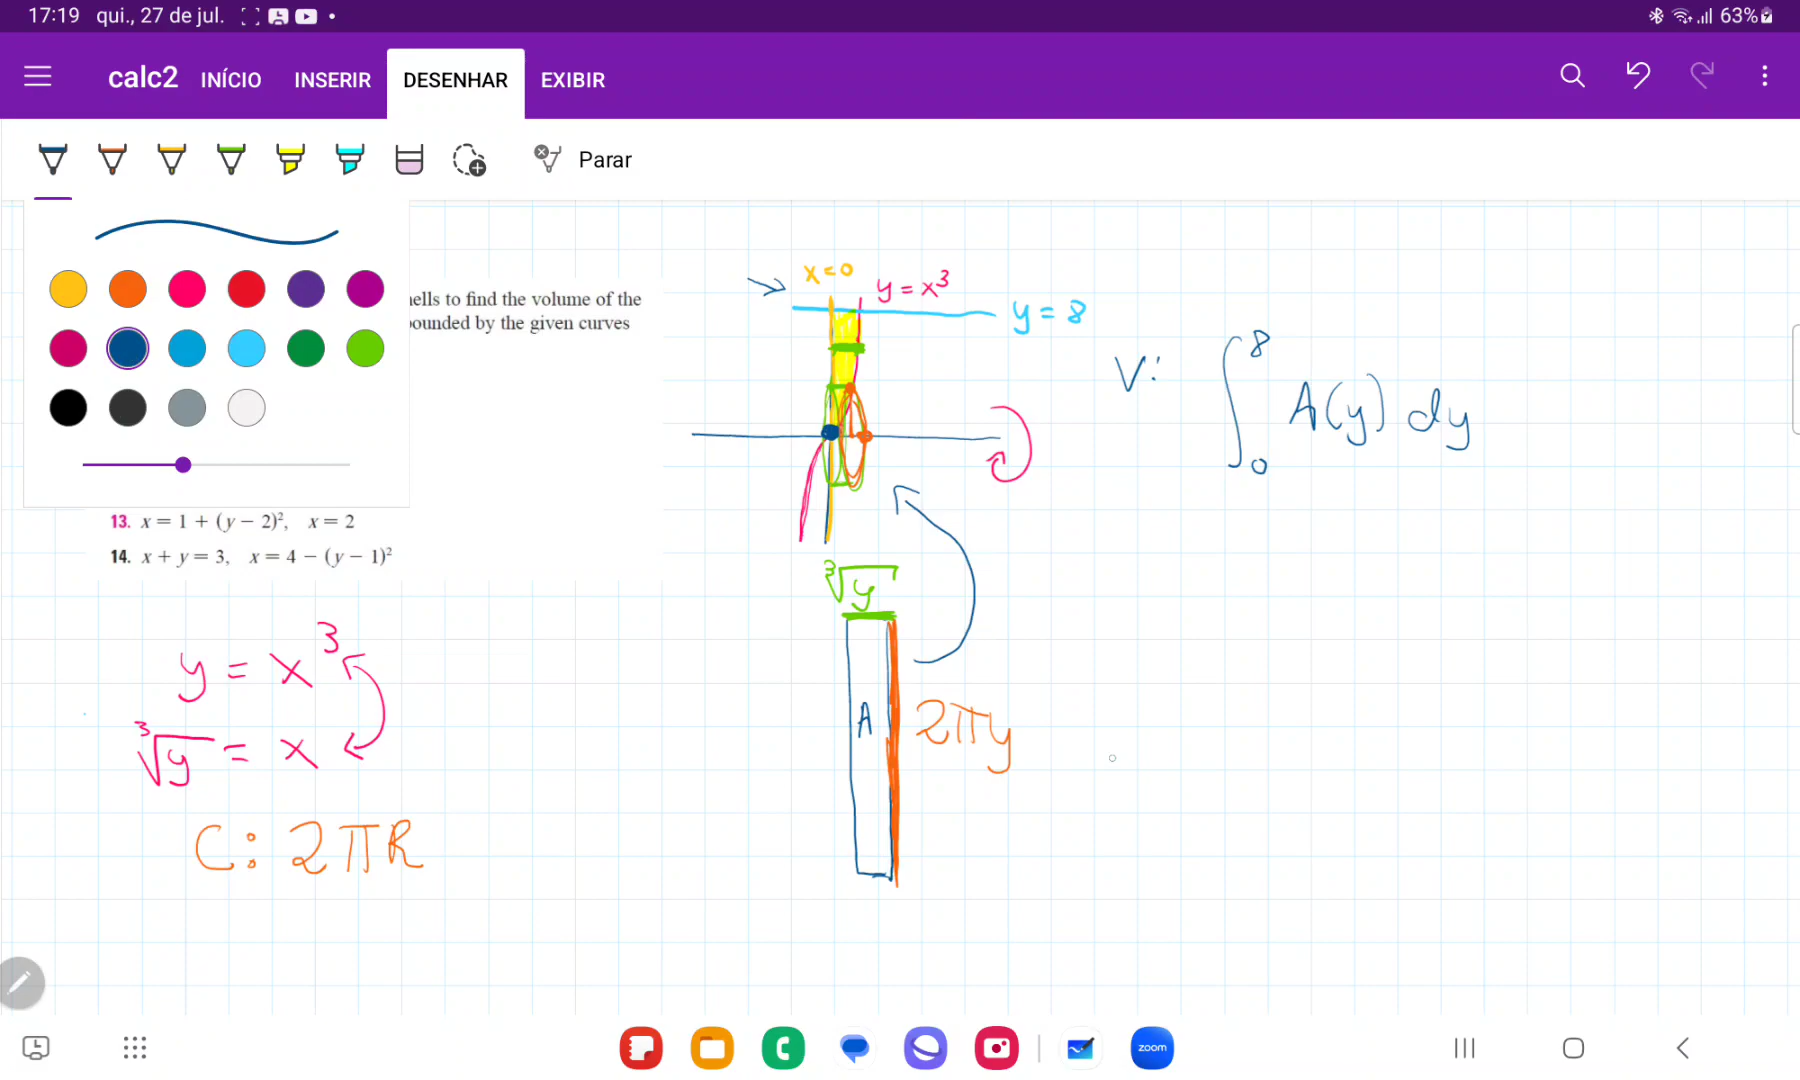 17:19 qui., 27 de jul.
63%
calc2 INÍCIO INSERIR DESENHAR EXIBIR
Parar
ells to find the volume of the
ounded by the given curves
13. x = 1 + (y − 2)², x = 2
14. x + y = 3, x = 4 − (y − 1)²
x = 0
y = x³
y = 8
V: ∫₀⁸ A(y) dy
y = x³
∛y = x
C: 2πR
∛y
A
2πy
zoom